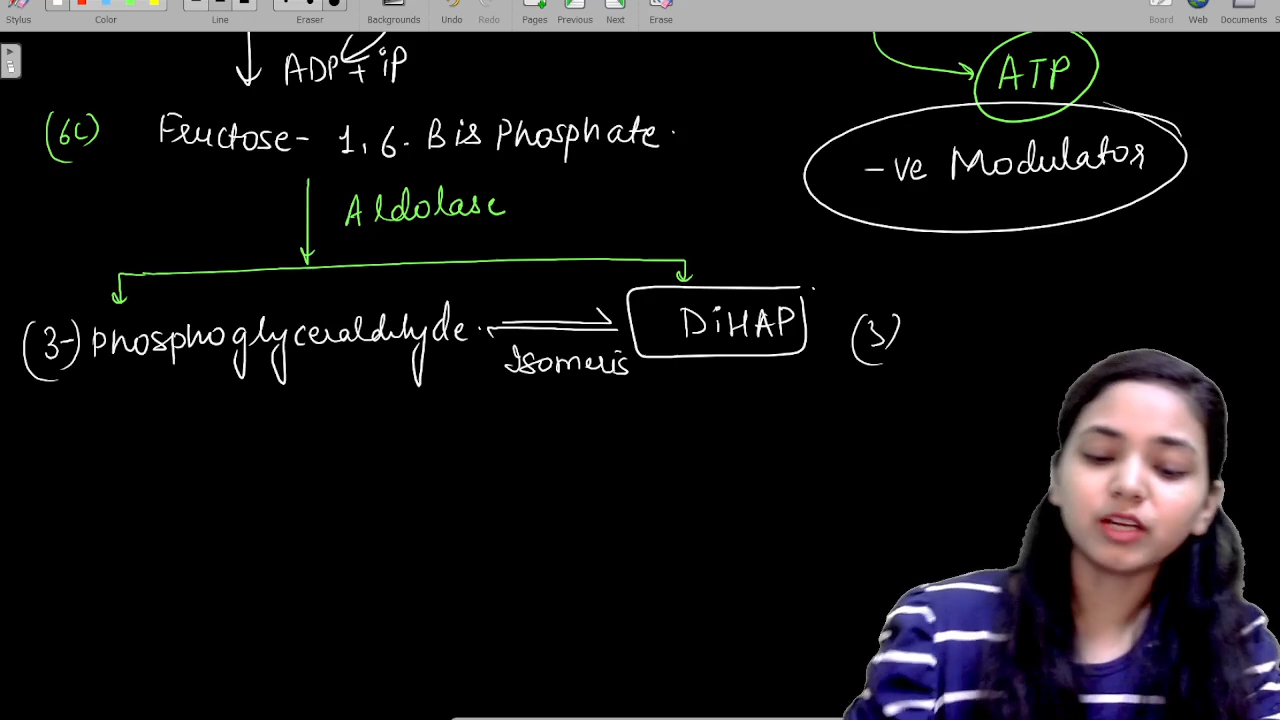 Stylus Color Line Eraser Backgrounds Undo Redo Pages Previous Next Erase Board Web Documents
ADP + iP
ATP
(6C) Fructose- 1,6. Bis Phosphate.
-ve Modulator
Aldolase
(3-) Phosphoglyceraldihyde. Isomeris DiHAP (3)